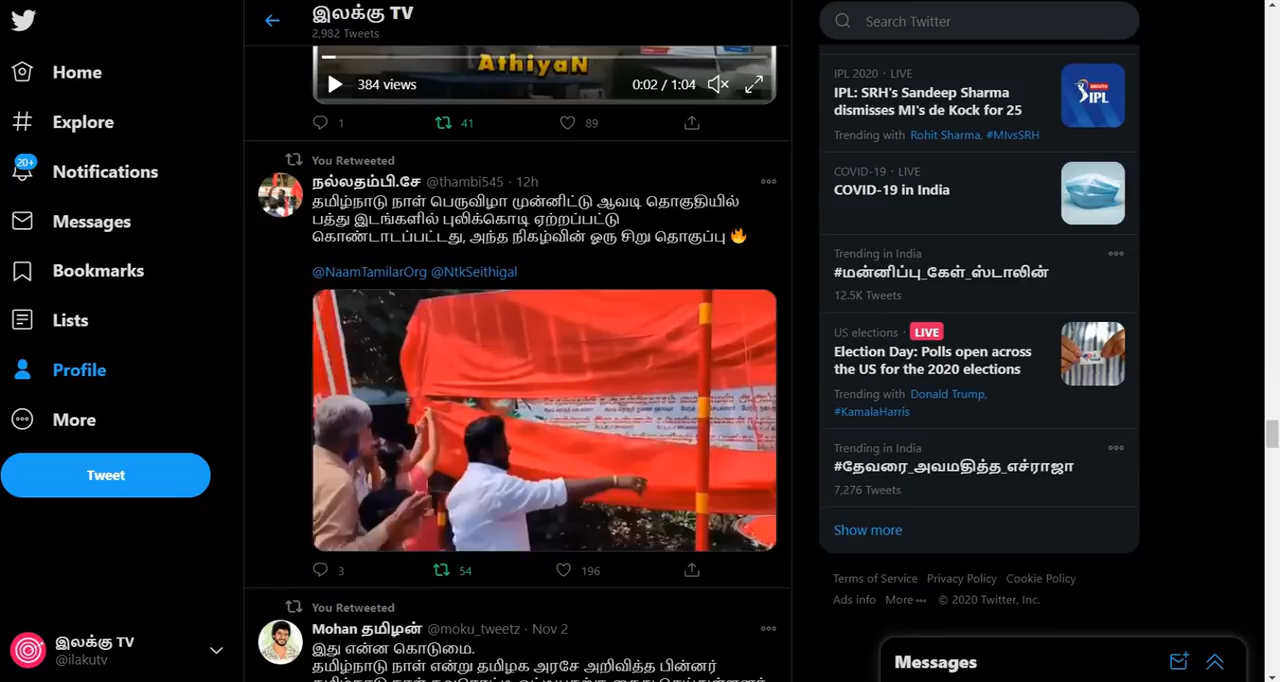 இலக்கு TV
2,982 Tweets
Search Twitter
Home
Explore
20+
Notifications
Messages
Bookmarks
Lists
Profile
More
Tweet
இலக்கு TV
@ilakutv
AthiyaN
384 views
0:02 / 1:04
1
41
89
You Retweeted
நல்லதம்பி.சே @thambi545 · 12h
தமிழ்நாடு நாள் பெருவிழா முன்னிட்டு ஆவடி தொகுதியில்
பத்து இடங்களில் புலிக்கொடி ஏற்றப்பட்டு
கொண்டாடப்பட்டது, அந்த நிகழ்வின் ஓரு சிறு தொகுப்பு 🔥
@NaamTamilarOrg @NtkSeithigal
3
54
196
You Retweeted
Mohan தமிழன் @moku_tweetz · Nov 2
இது என்ன கொடுமை.
தமிழ்நாடு நாள் என்று தமிழக அரசே அறிவித்த பின்னர்
IPL 2020 · LIVE
IPL: SRH's Sandeep Sharma
dismisses MI's de Kock for 25
Trending with Rohit Sharma, #MIvsSRH
IPL
COVID-19 · LIVE
COVID-19 in India
Trending in India
#மன்னிப்பு_கேள்_ஸ்டாலின்
12.5K Tweets
US elections · LIVE
Election Day: Polls open across
the US for the 2020 elections
Trending with Donald Trump,
#KamalaHarris
Trending in India
#தேவரை_அவமதித்த_எச்ராஜா
7,276 Tweets
Show more
Terms of Service Privacy Policy Cookie Policy
Ads info More ••• © 2020 Twitter, Inc.
Messages